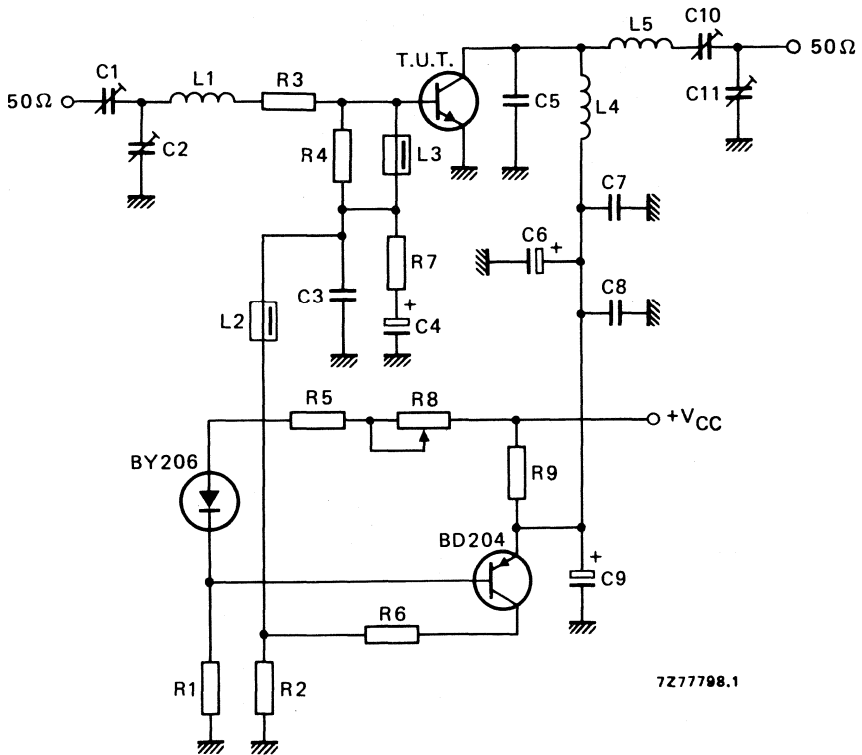 C10
L5
50Ω
T.U.T.
C1
L1
R3
C5
L4
C11
50Ω
C2
R4
L3
C7
C6
+
R7
C8
C3
+
C4
L2
R5
R8
+VCC
BY206
R9
BD204
+
C9
R6
R1
R2
7Z77798.1